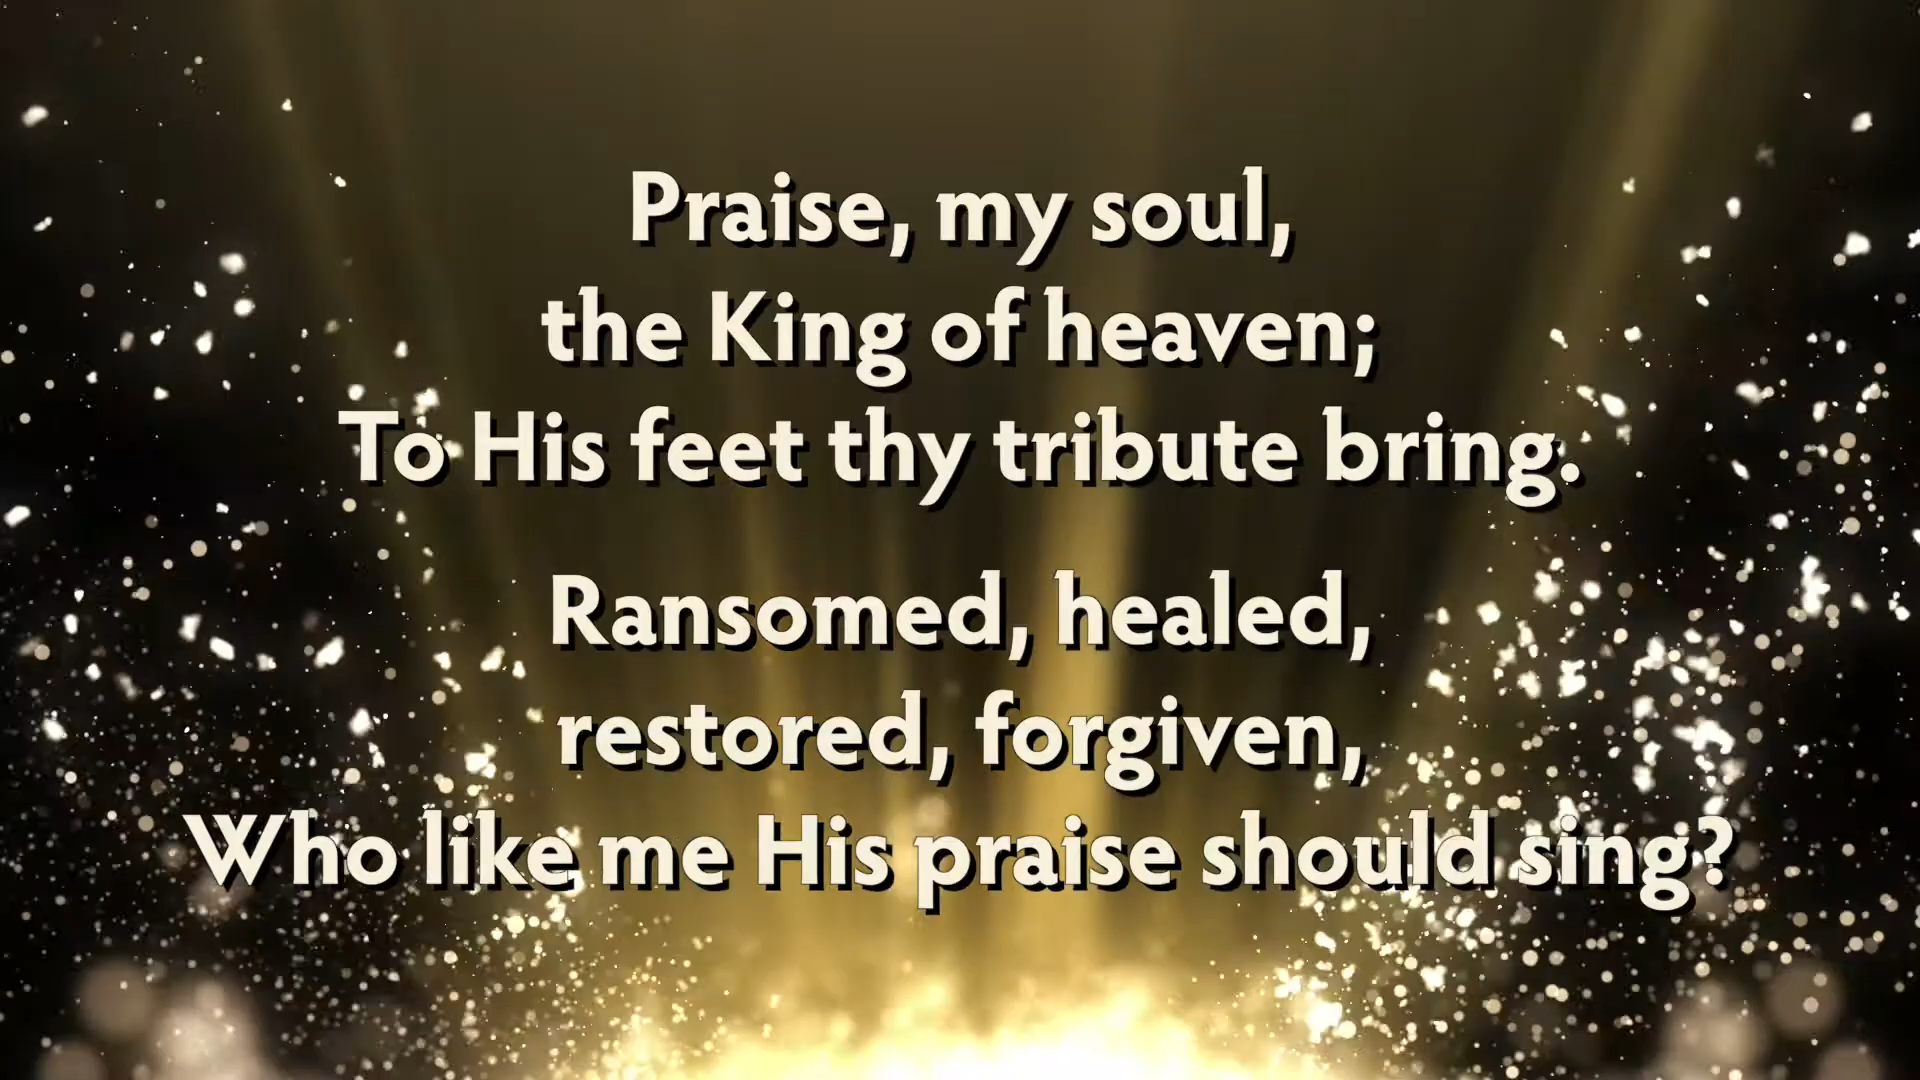 Praise, my soul,
the King of heaven;
To His feet thy tribute bring.
Ransomed, healed,
restored, forgiven,
Who like me His praise should sing?